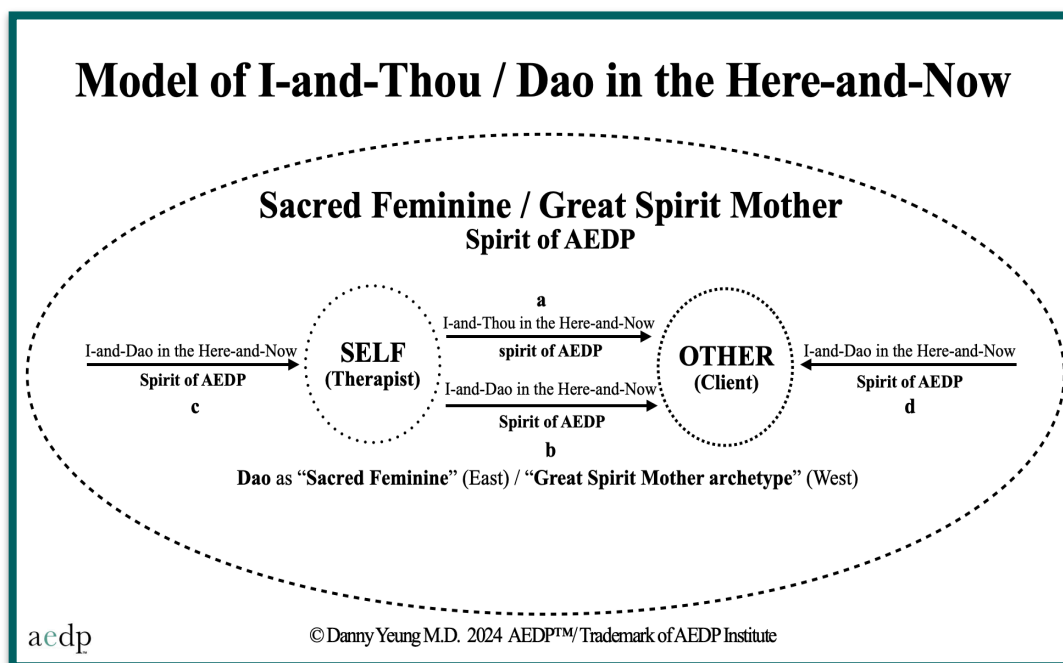 Model of I-and-Thou / Dao in the Here-and-Now
Sacred Feminine / Great Spirit Mother
Spirit of AEDP
I-and-Dao in the Here-and-Now
Spirit of AEDP
c
SELF
(Therapist)
a
I-and-Thou in the Here-and-Now
spirit of AEDP
I-and-Dao in the Here-and-Now
Spirit of AEDP
b
OTHER
(Client)
I-and-Dao in the Here-and-Now
Spirit of AEDP
d
Dao as “Sacred Feminine” (East) / “Great Spirit Mother archetype” (West)
aedp
© Danny Yeung M.D. 2024 AEDP™/ Trademark of AEDP Institute